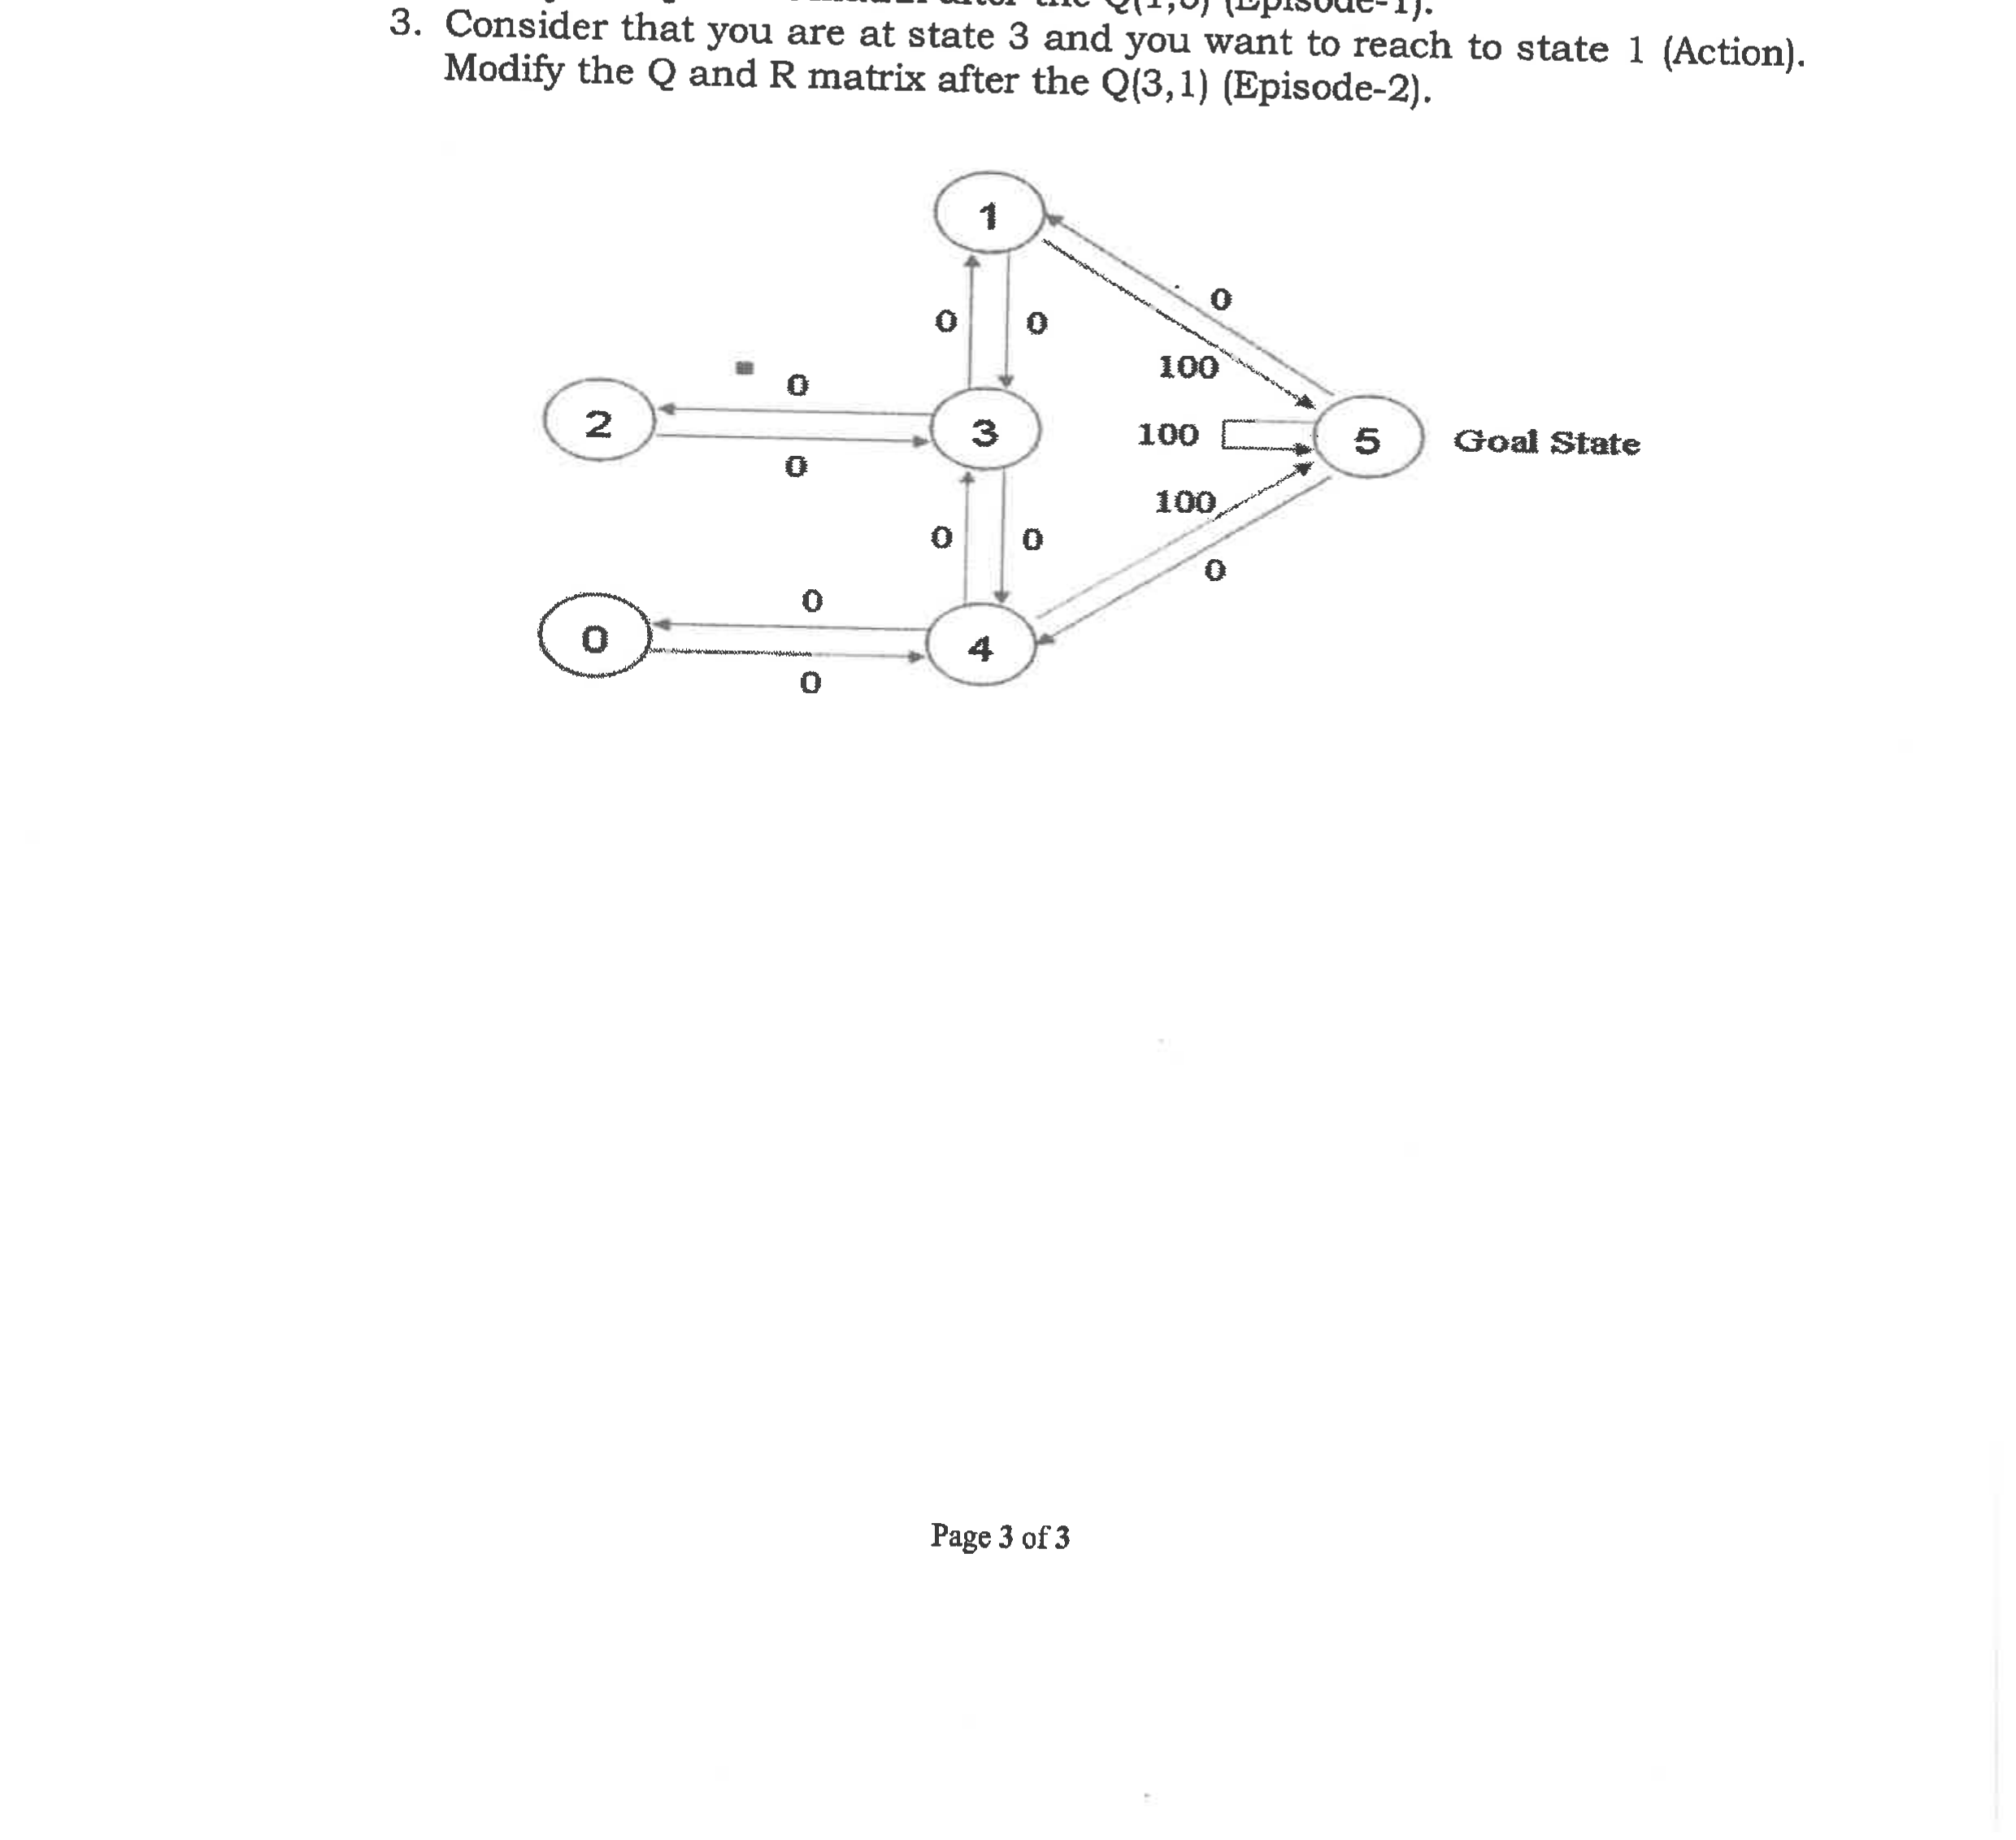 after the Q(1,5) (Episode-1).
3. Consider that you are at state 3 and you want to reach to state 1 (Action).
Modify the Q and R matrix after the Q(3,1) (Episode-2).
1
0
0 0
100
0
2 3 100 5 Goal State
0
100
0 0
0
0
0 4
0
Page 3 of 3